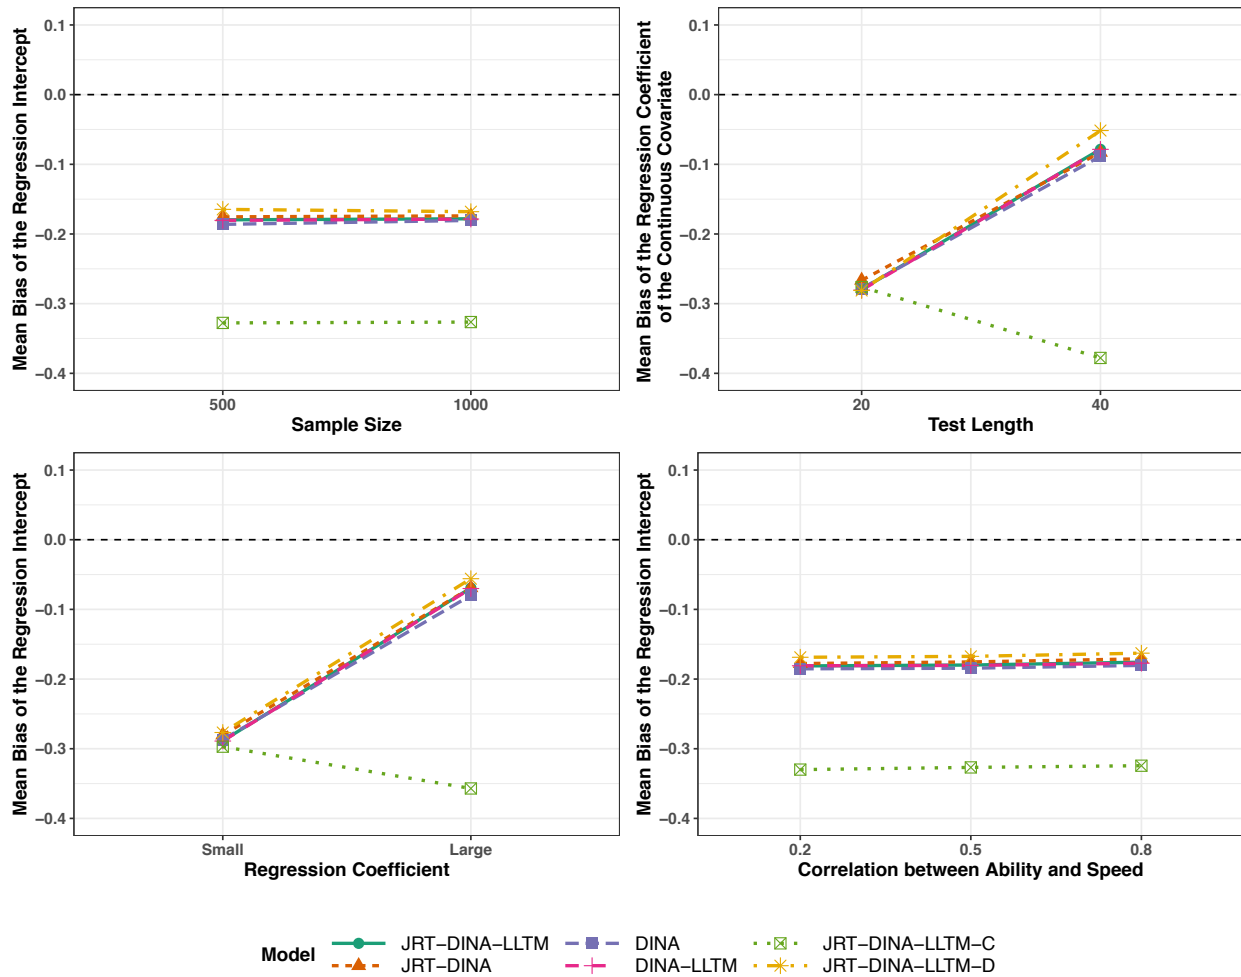 Mean Bias of the Regression Intercept
0.1
0.0
−0.1
−0.2
−0.3
−0.4
500
1000
Sample Size
Mean Bias of the Regression Coefficient
of the Continuous Covariate
0.1
0.0
−0.1
−0.2
−0.3
−0.4
20
40
Test Length
Mean Bias of the Regression Intercept
0.1
0.0
−0.1
−0.2
−0.3
−0.4
Small
Large
Regression Coefficient
Mean Bias of the Regression Intercept
0.1
0.0
−0.1
−0.2
−0.3
−0.4
0.2
0.5
0.8
Correlation between Ability and Speed
Model
JRT−DINA−LLTM
JRT−DINA
DINA
DINA−LLTM
JRT−DINA−LLTM−C
JRT−DINA−LLTM−D